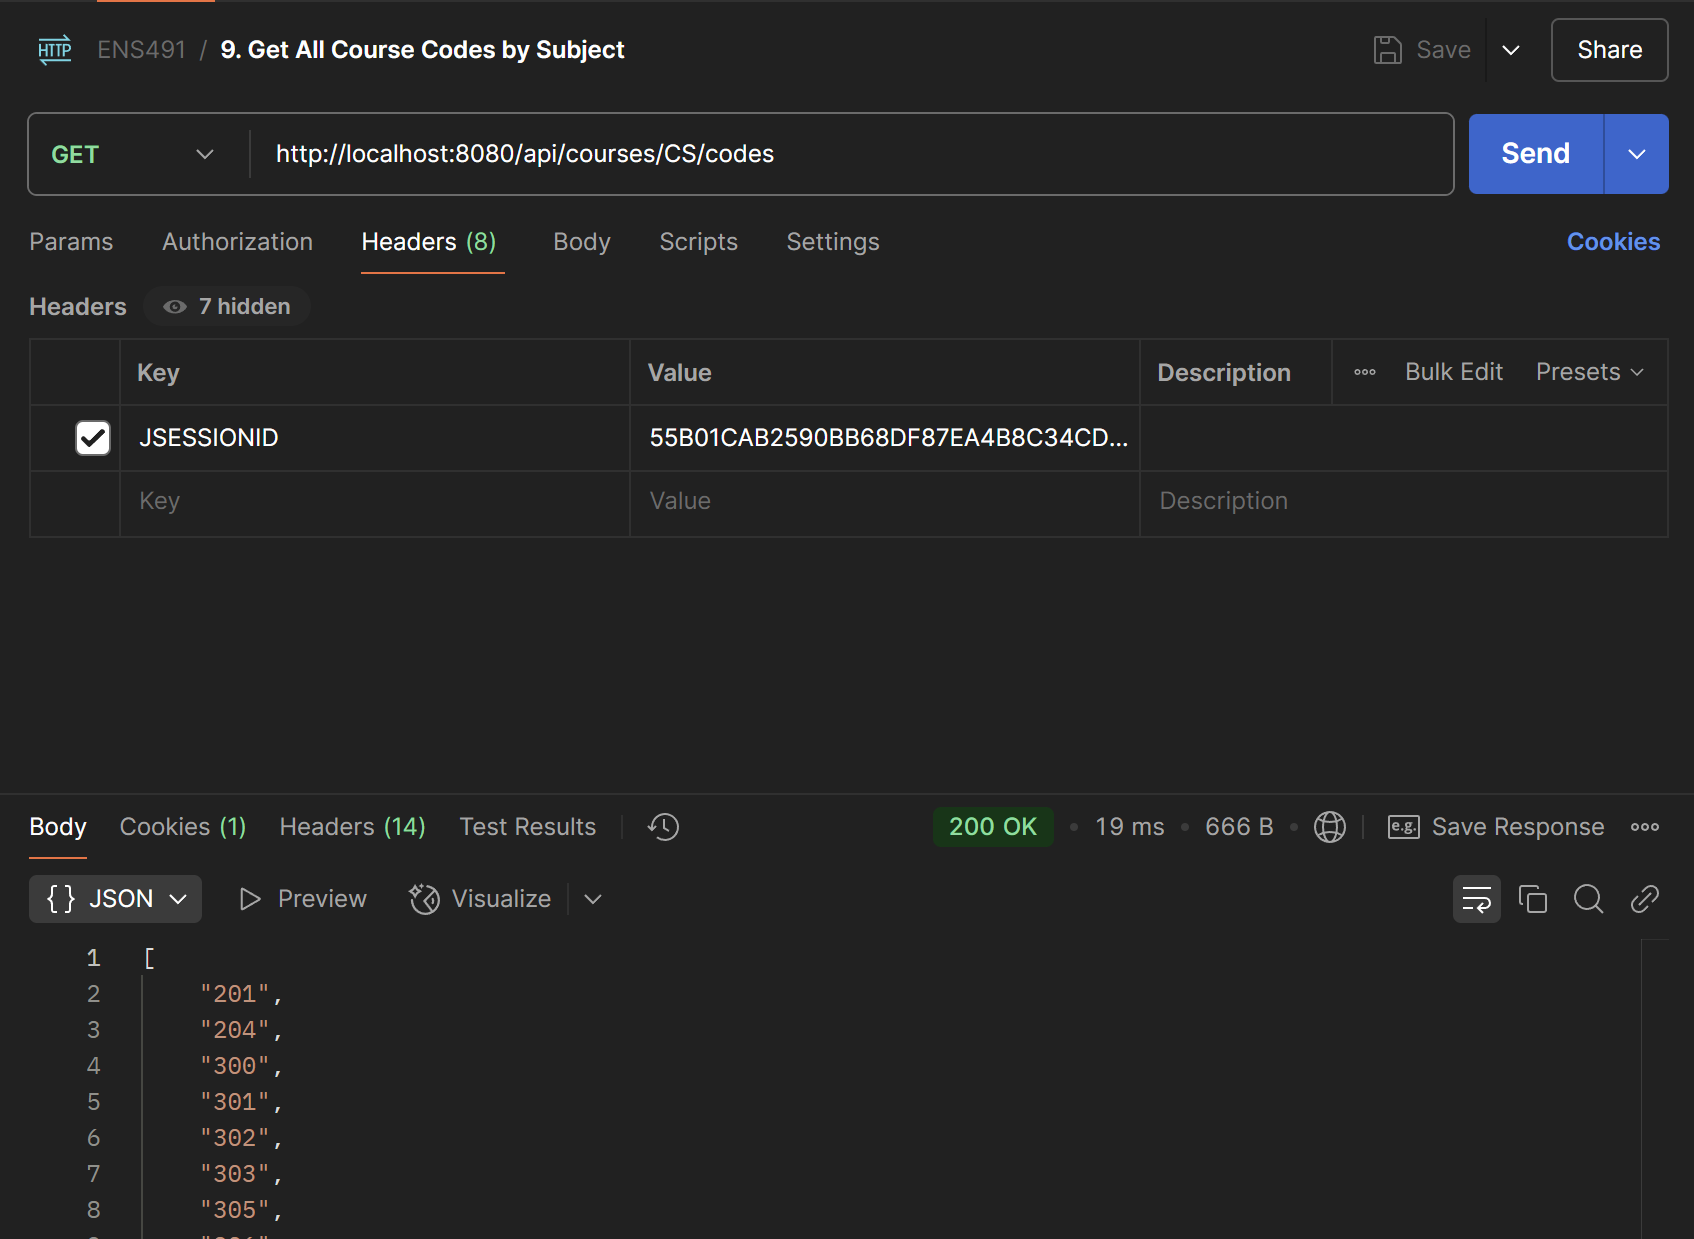 HTTP ENS491 / 9. Get All Course Codes by Subject Save Share
GET http://localhost:8080/api/courses/CS/codes Send
Params Authorization Headers (8) Body Scripts Settings Cookies
Headers 7 hidden
Key Value Description Bulk Edit Presets
JSESSIONID 55B01CAB2590BB68DF87EA4B8C34CD...
Key Value Description
Body Cookies (1) Headers (14) Test Results 200 OK • 19 ms • 666 B • e.g. Save Response
{} JSON Preview Visualize
1 [
2 "201",
3 "204",
4 "300",
5 "301",
6 "302",
7 "303",
8 "305",